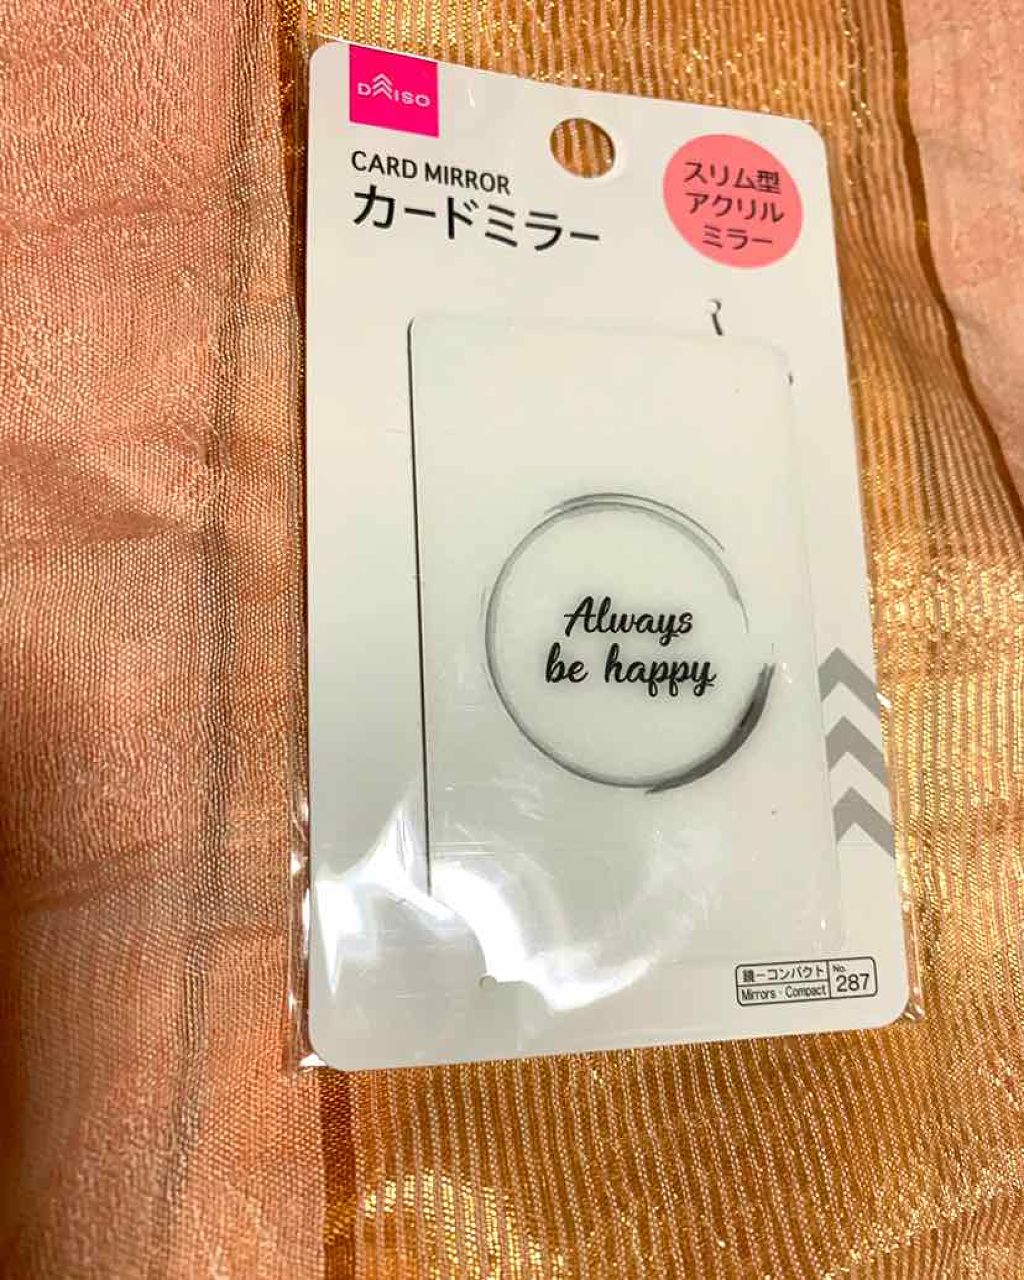 DAISO
CARD MIRROR
カードミラー
スリム型
アクリル
ミラー
Always
be happy
鏡－コンパクト
Mirrors・Compact
No.
287